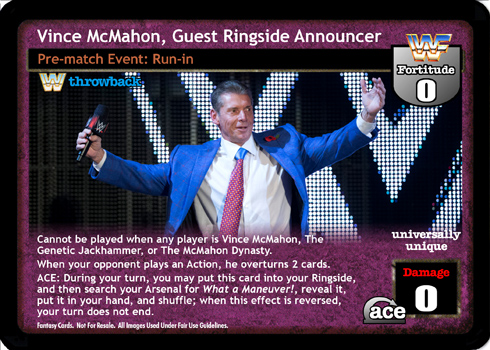 Vince McMahon, Guest Ringside Announcer
Pre-match Event: Run-in
WF
Fortitude
0
W throwback
Cannot be played when any player is Vince McMahon, The
Genetic Jackhammer, or The McMahon Dynasty.
When your opponent plays an Action, he overturns 2 cards.
ACE: During your turn, you may put this card into your Ringside,
and then search your Arsenal for What a Maneuver!, reveal it,
put it in your hand, and shuffle; when this effect is reversed,
your turn does not end.
Fantasy Cards. Not For Resale. All Images Used Under Fair Use Guidelines.
universally
unique
Damage
0
ace